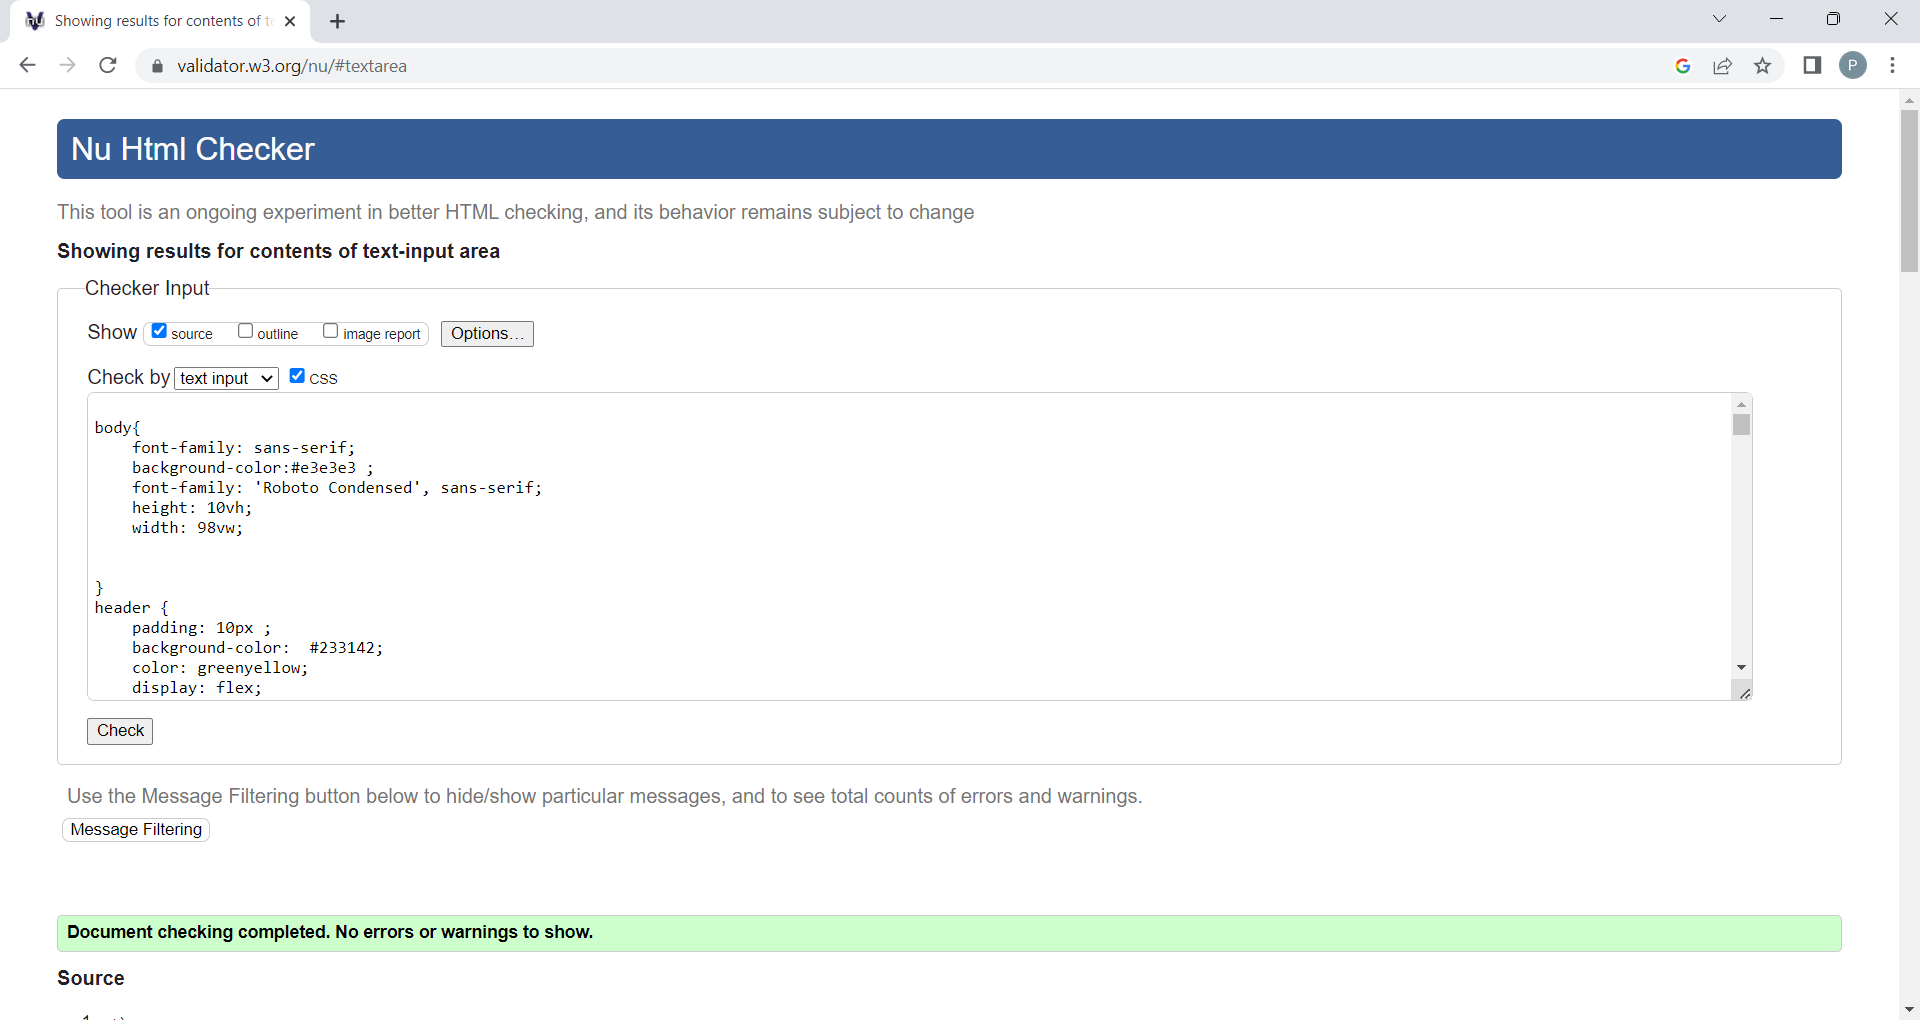 Showing results for contents of t
validator.w3.org/nu/#textarea
P
Nu Html Checker
This tool is an ongoing experiment in better HTML checking, and its behavior remains subject to change
Showing results for contents of text-input area
Checker Input
Show source outline image report Options...
Check by text input CSS
body{
    font-family: sans-serif;
    background-color:#e3e3e3 ;
    font-family: 'Roboto Condensed', sans-serif;
    height: 10vh;
    width: 98vw;
}
header {
    padding: 10px ;
    background-color:  #233142;
    color: greenyellow;
    display: flex;
Check
Use the Message Filtering button below to hide/show particular messages, and to see total counts of errors and warnings.
Message Filtering
Document checking completed. No errors or warnings to show.
Source